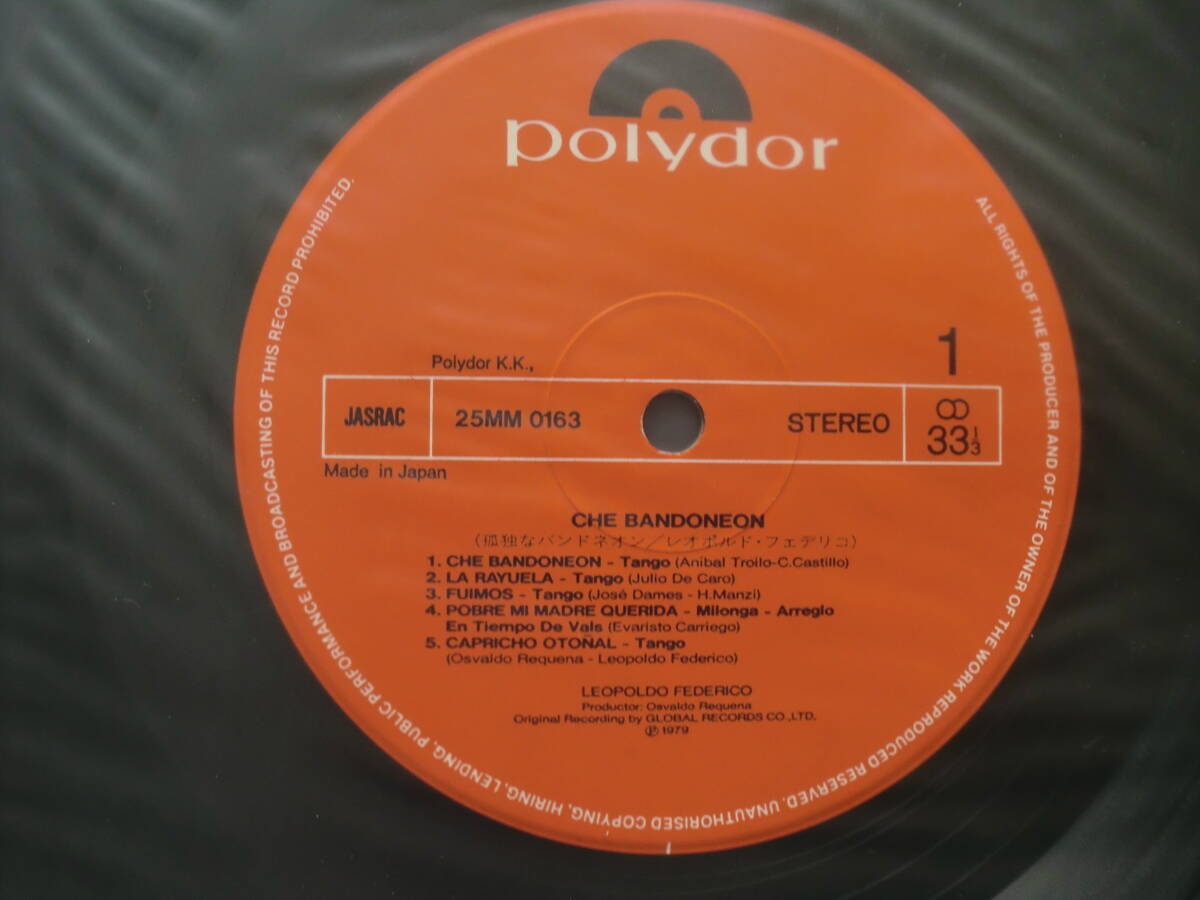 polydor
1
Polydor K.K.,
JASRAC
25MM 0163
STEREO
33 1/3
Made in Japan
CHE BANDONEON
(孤独なバンドネオン/レオポルド・フェデリコ)
1. CHE BANDONEON - Tango (Anibal Troilo-C.Castillo)
2. LA RAYUELA - Tango (Julio De Caro)
3. FUIMOS - Tango (José Dames - H.Manzi)
4. POBRE MI MADRE QUERIDA - Milonga - Arreglo
En Tiempo De Vals (Evaristo Carriego)
5. CAPRICHO OTOÑAL - Tango
(Osvaldo Requena - Leopoldo Federico)
LEOPOLDO FEDERICO
Productor: Osvaldo Requena
Original Recording by GLOBAL RECORDS CO.,LTD.
℗ 1979
ALL RIGHTS OF THE PRODUCER AND OF THE OWNER OF THE WORK REPRODUCED RESERVED. UNAUTHORISED COPYING, HIRING, LENDING, PUBLIC PERFORMANCE AND BROADCASTING OF THIS RECORD PROHIBITED.